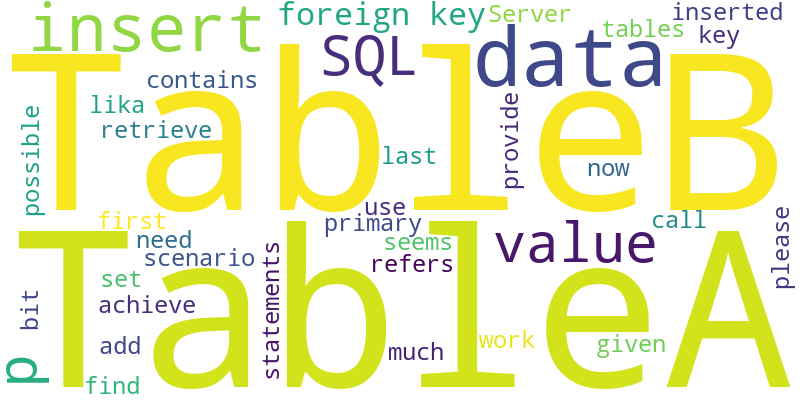 insert
foreign key
Server
inserted
tables
key
SQL
data
TableB
contains
lika
retrieve
possible
last
provide
now
use
first
primary
call
need
seems
value
scenario
refers
please
TableA
set
statements
bit
achieve
add
much
work
given
p
find